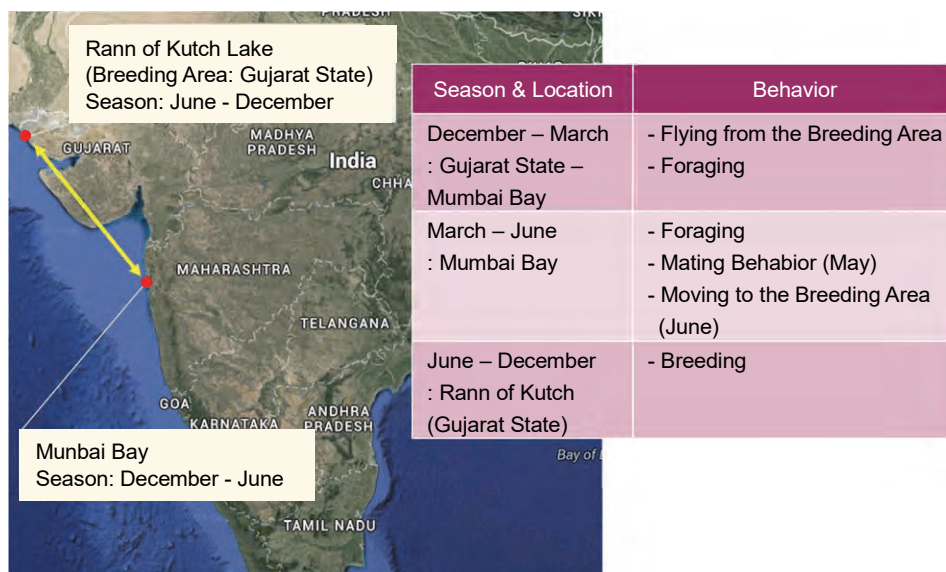 PRADESH
SIKK
Rann of Kutch Lake
(Breeding Area: Gujarat State)
Season: June - December
GUJARAT
MADHYA
PRADESH
India
CHHA
MAHARASHTRA
TELANGANA
GOA
KARNATAKA
ANDHRA
PRADESH
Bay of
TAMIL NADU
Munbai Bay
Season: December - June
Season & Location
Behavior
December – March
: Gujarat State –
Mumbai Bay
- Flying from the Breeding Area
- Foraging
March – June
: Mumbai Bay
- Foraging
- Mating Behabior (May)
- Moving to the Breeding Area
(June)
June – December
: Rann of Kutch
(Gujarat State)
- Breeding